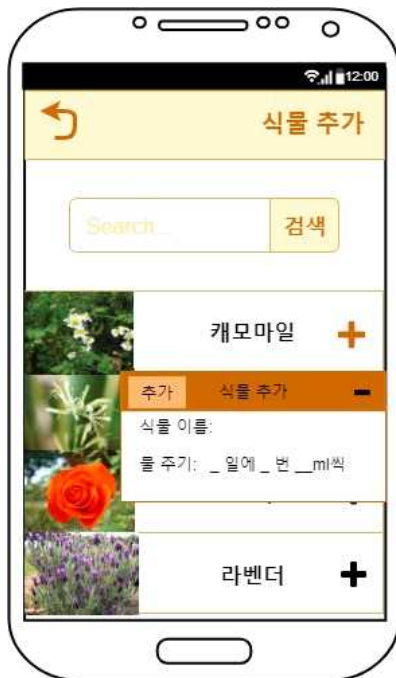 12:00
식물 추가
Search...
검색
캐모마일
추가 식물 추가
식물 이름:
물 주기: _ 일에 _ 번 __ml씩
라벤더